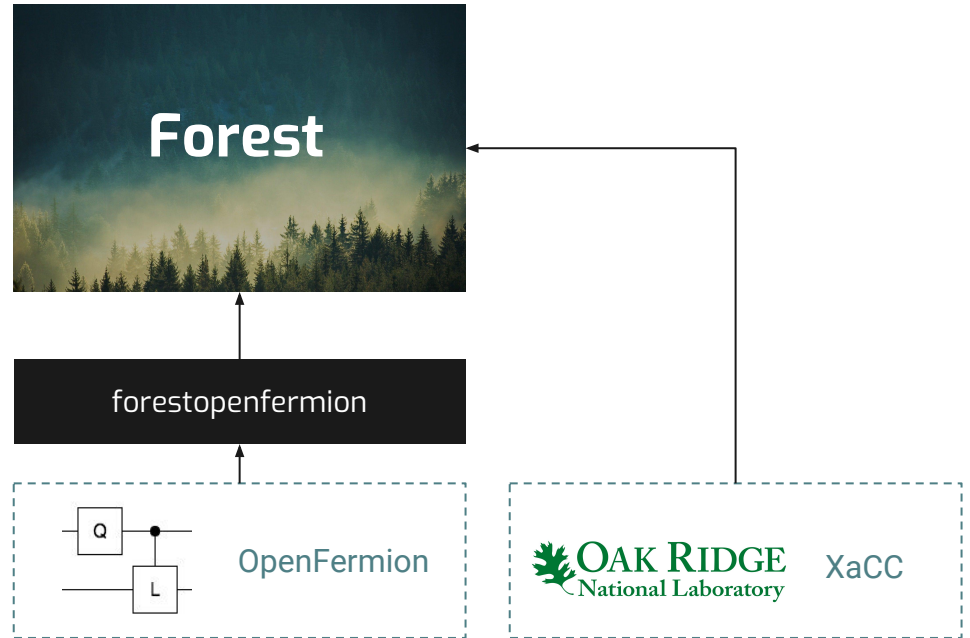 Forest
forestopenfermion
Q
L
OpenFermion
OAK RIDGE
National Laboratory
XaCC